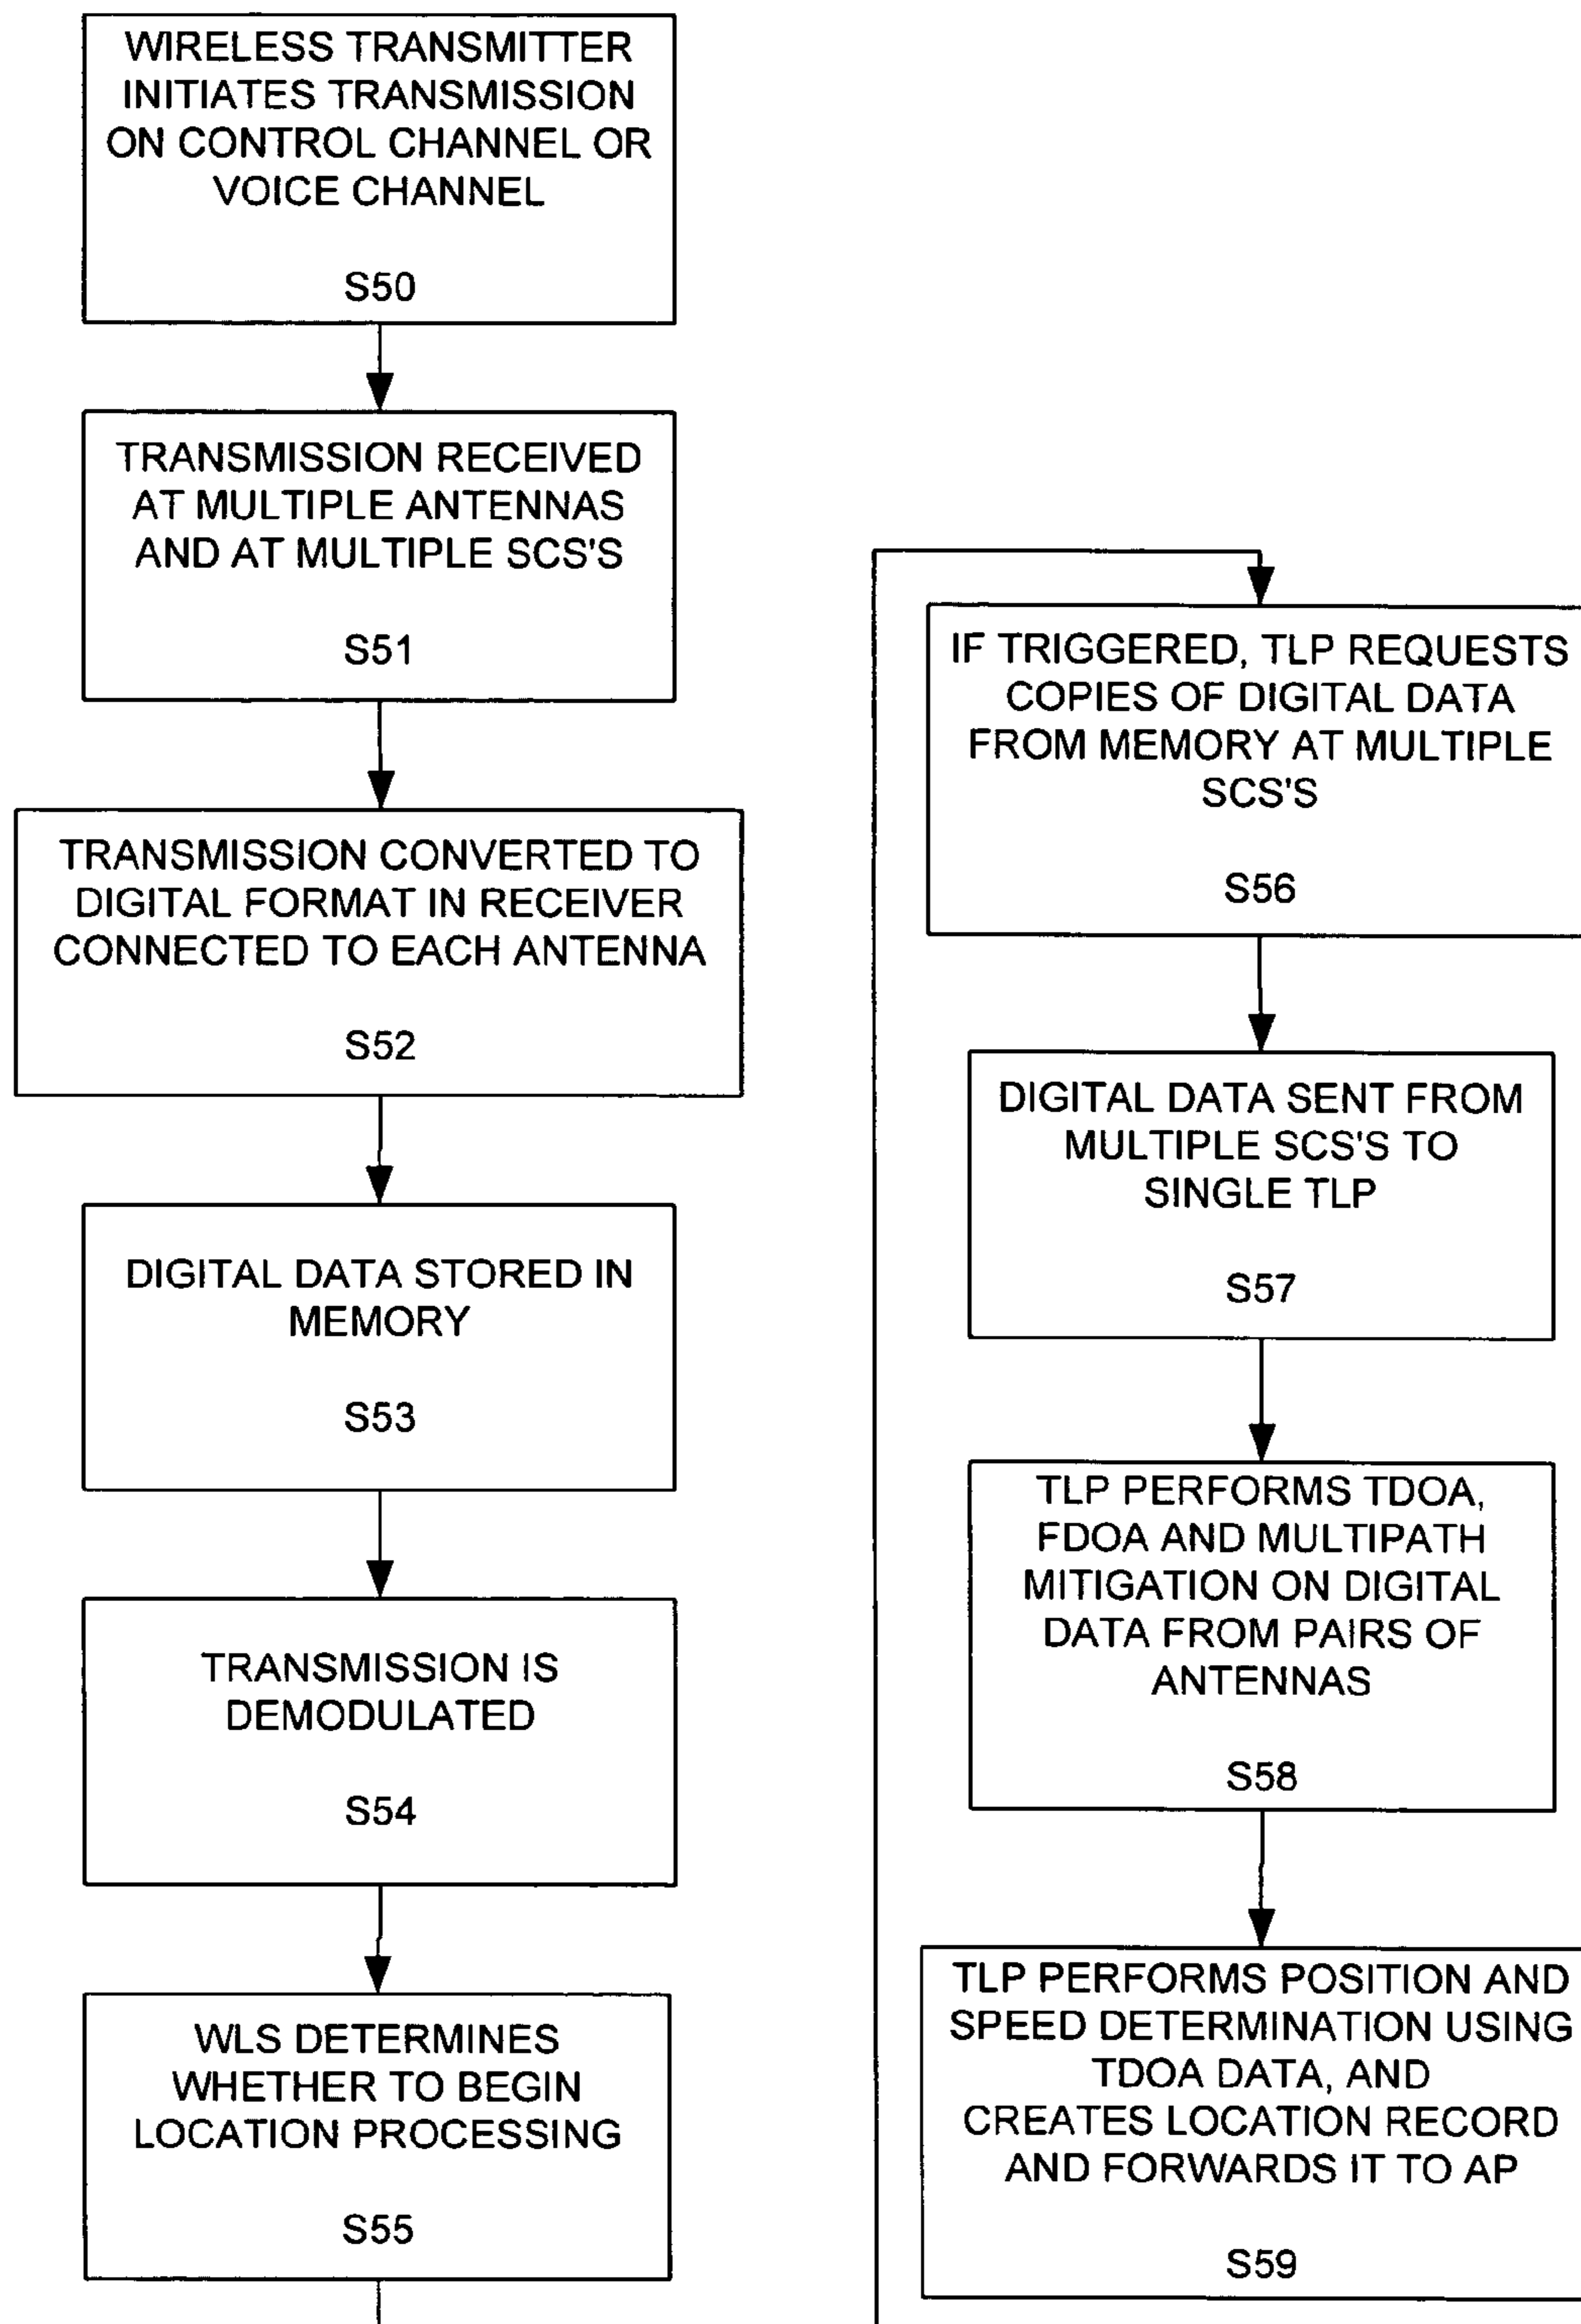 WIRELESS TRANSMITTER
INITIATES TRANSMISSION
ON CONTROL CHANNEL OR
VOICE CHANNEL
S50
TRANSMISSION RECEIVED
AT MULTIPLE ANTENNAS
AND AT MULTIPLE SCS'S
S51
TRANSMISSION CONVERTED TO
DIGITAL FORMAT IN RECEIVER
CONNECTED TO EACH ANTENNA
S52
DIGITAL DATA STORED IN
MEMORY
S53
TRANSMISSION IS
DEMODULATED
S54
WLS DETERMINES
WHETHER TO BEGIN
LOCATION PROCESSING
S55
IF TRIGGERED, TLP REQUESTS
COPIES OF DIGITAL DATA
FROM MEMORY AT MULTIPLE
SCS'S
S56
DIGITAL DATA SENT FROM
MULTIPLE SCS'S TO
SINGLE TLP
S57
TLP PERFORMS TDOA,
FDOA AND MULTIPATH
MITIGATION ON DIGITAL
DATA FROM PAIRS OF
ANTENNAS
S58
TLP PERFORMS POSITION AND
SPEED DETERMINATION USING
TDOA DATA, AND
CREATES LOCATION RECORD
AND FORWARDS IT TO AP
S59